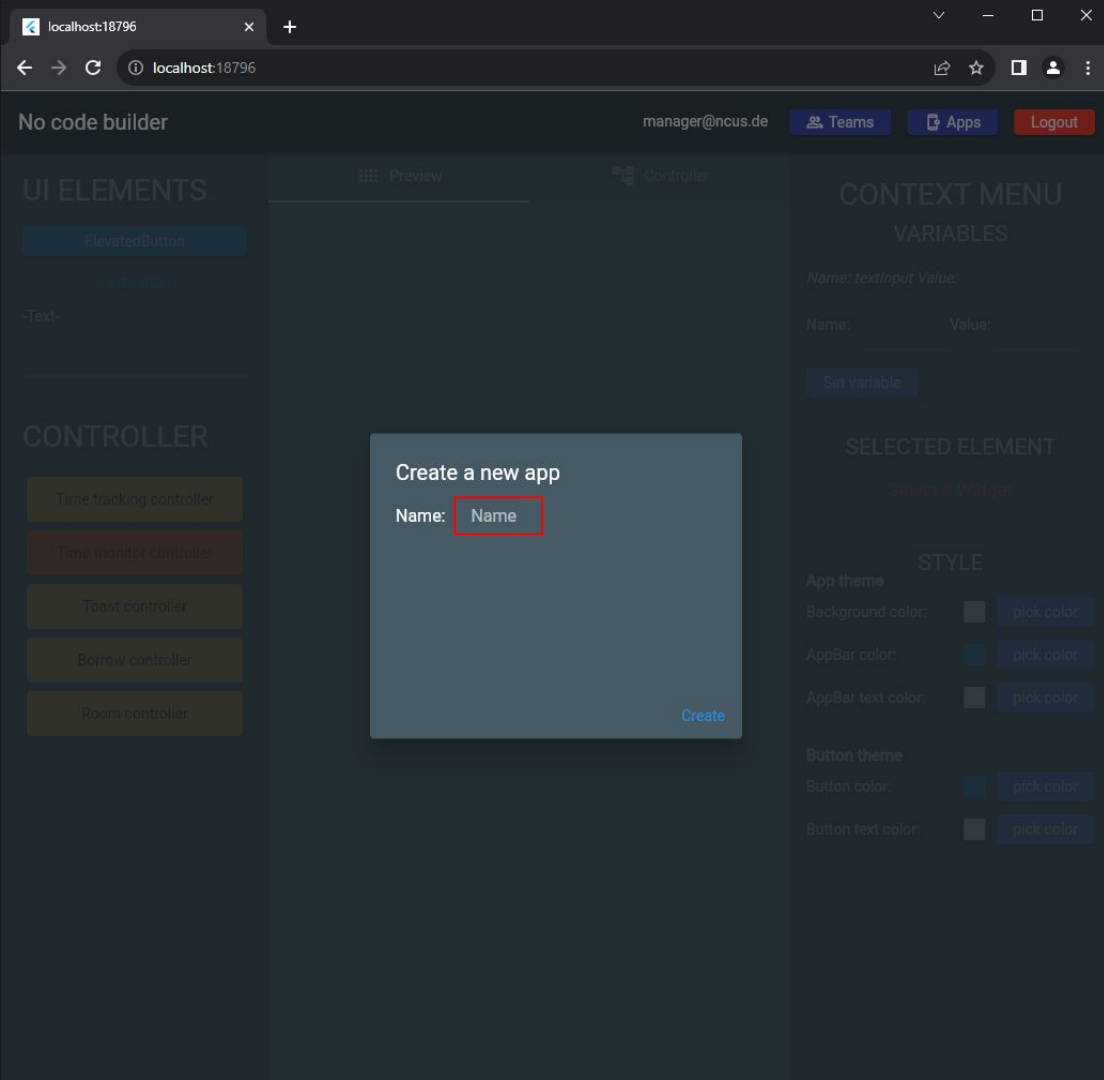 localhost:18796
localhost:18796
No code builder
manager@ncus.de
Teams
Apps
Logout
UI ELEMENTS
ElevatedButton
-Text-
CONTROLLER
Time tracking controller
Time monitor controller
Toast controller
Borrow controller
Room controller
Preview
Controller
Create a new app
Name: Name
Create
CONTEXT MENU
VARIABLES
Name: textInput Value:
Name: Value:
Set variable
SELECTED ELEMENT
Select a Widget
STYLE
App theme
Background color: pick color
AppBar color: pick color
AppBar text color: pick color
Button theme
Button color: pick color
Button text color: pick color